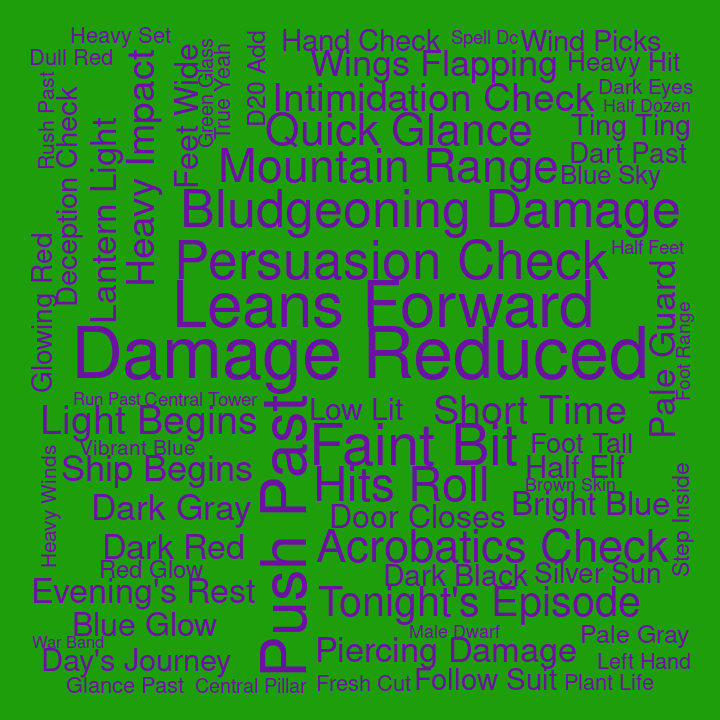 Heavy Set
Dull Red
Hand Check
Spell Dc
Wind Picks
Wings Flapping
Heavy Hit
Intimidation Check
Dark Eyes
Half Dozen
Quick Glance
Ting Ting
Mountain Range
Dart Past
Blue Sky
Bludgeoning Damage
Persuasion Check
Half Feet
Leans Forward
Damage Reduced
Rush Past
Deception Check
Lantern Light
Heavy Impact
Feet Wide
Green Glass
True Yeah
D20 Add
Glowing Red
Pale Guard
Foot Range
Run Past
Central Tower
Light Begins
Low Lit
Short Time
Vibrant Blue
Faint Bit
Foot Tall
Ship Begins
Half Elf
Hits Roll
Brown Skin
Dark Gray
Door Closes
Bright Blue
Push Past
Heavy Winds
Step Inside
Dark Red
Acrobatics Check
Red Glow
Dark Black
Silver Sun
Evening's Rest
Tonight's Episode
Blue Glow
Male Dwarf
Pale Gray
War Band
Day's Journey
Piercing Damage
Left Hand
Glance Past
Central Pillar
Fresh Cut
Follow Suit
Plant Life